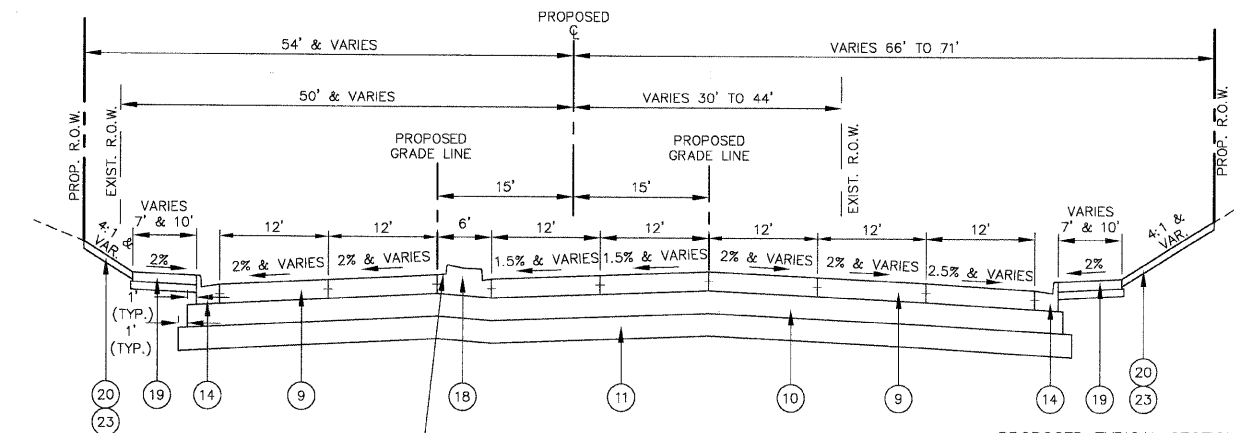 PROPOSED
℄
54' & VARIES
VARIES 66' TO 71'
50' & VARIES
VARIES 30' TO 44'
PROP. R.O.W.
EXIST. R.O.W.
PROPOSED
GRADE LINE
PROPOSED
GRADE LINE
EXIST. R.O.W.
PROP. R.O.W.
15'
15'
VARIES
7' & 10'
12'
12'
6'
12'
12'
12'
12'
12'
VARIES
7' & 10'
4:1 &
VAR.
2%
2% & VARIES
2% & VARIES
1.5% & VARIES
1.5% & VARIES
2% & VARIES
2% & VARIES
2.5% & VARIES
2%
4:1 &
VAR.
1'
(TYP.)
1'
(TYP.)
20
23
19
14
9
18
11
10
9
14
19
20
23